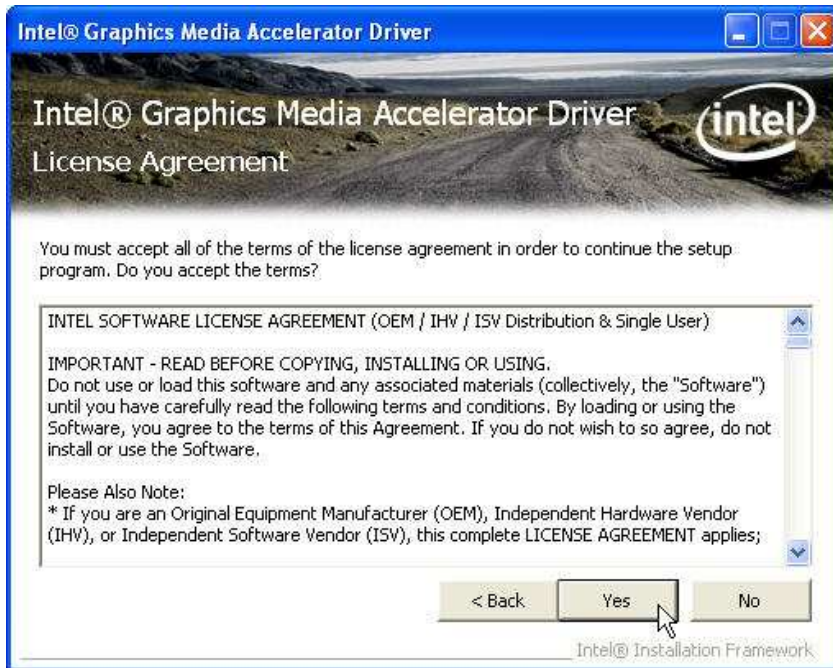 Intel® Graphics Media Accelerator Driver
Intel® Graphics Media Accelerator Driver
intel
License Agreement
You must accept all of the terms of the license agreement in order to continue the setup
program. Do you accept the terms?
INTEL SOFTWARE LICENSE AGREEMENT (OEM / IHV / ISV Distribution & Single User)
IMPORTANT - READ BEFORE COPYING, INSTALLING OR USING.
Do not use or load this software and any associated materials (collectively, the "Software")
until you have carefully read the following terms and conditions. By loading or using the
Software, you agree to the terms of this Agreement. If you do not wish to so agree, do not
install or use the Software.
Please Also Note:
* If you are an Original Equipment Manufacturer (OEM), Independent Hardware Vendor
(IHV), or Independent Software Vendor (ISV), this complete LICENSE AGREEMENT applies;
< Back Yes No
Intel® Installation Framework